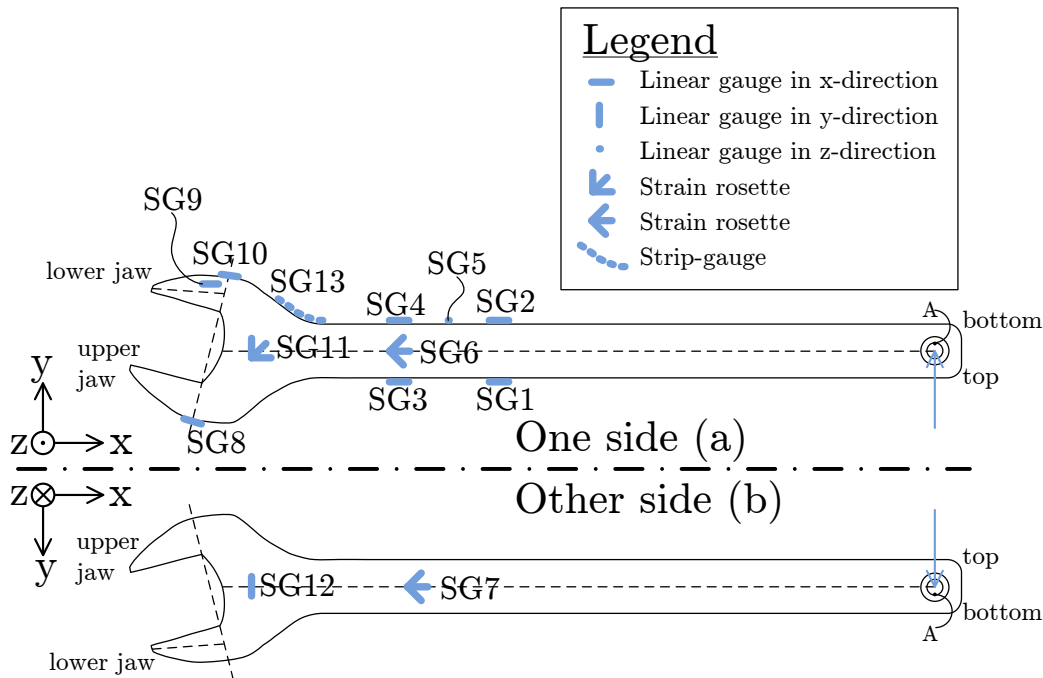 Legend
Linear gauge in x-direction
Linear gauge in y-direction
Linear gauge in z-direction
Strain rosette
Strain rosette
Strip-gauge
SG9
SG10
lower jaw
SG13
SG5
SG4
SG2
A
bottom
SG11
SG6
upper
jaw
top
SG3
SG1
y
z
x
SG8
One side (a)
z
x
Other side (b)
y
upper
jaw
top
SG12
SG7
bottom
A
lower jaw